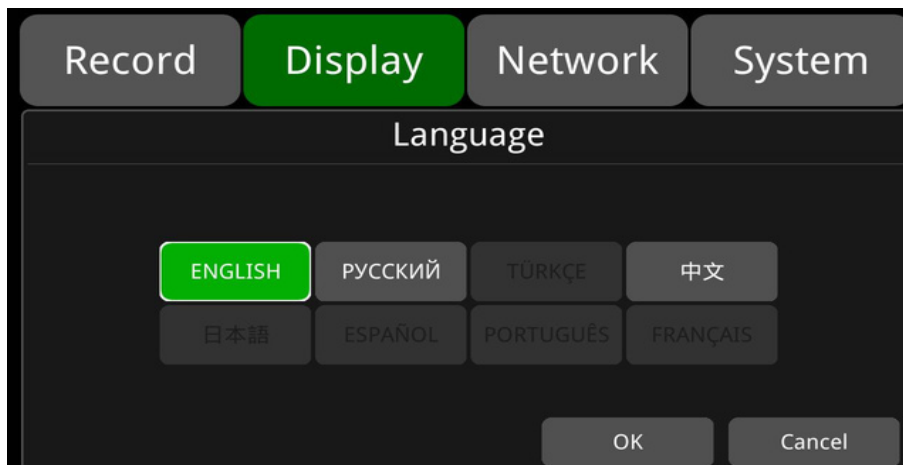 Record Display Network System
Language
ENGLISH РУССКИЙ TÜRKÇE 中文
日本語 ESPAÑOL PORTUGUÊS FRANÇAIS
OK Cancel